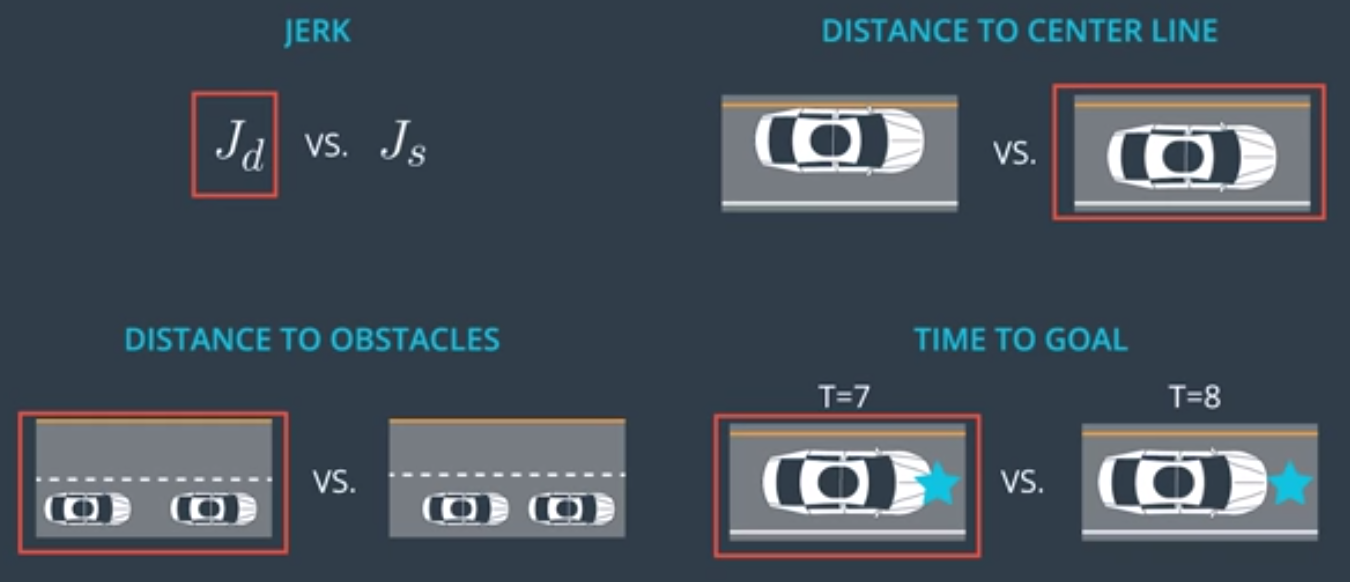 JERK
J_d VS. J_s
DISTANCE TO CENTER LINE
VS.
DISTANCE TO OBSTACLES
VS.
TIME TO GOAL
T=7
T=8
VS.